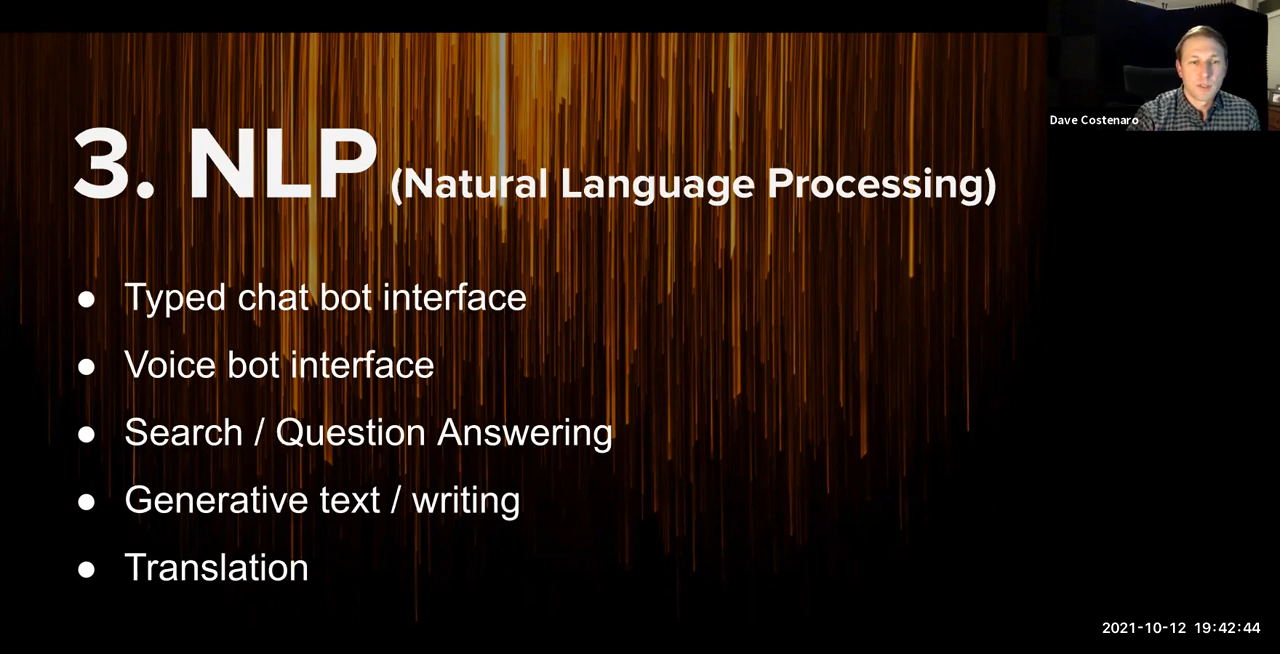 3. NLP (Natural Language Processing)
● Typed chat bot interface
● Voice bot interface
● Search / Question Answering
● Generative text / writing
● Translation
Dave Costenaro
2021-10-12 19:42:44